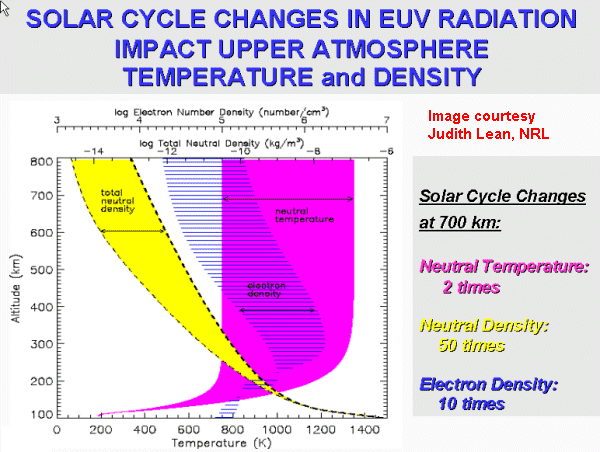 SOLAR CYCLE CHANGES IN EUV RADIATION
IMPACT UPPER ATMOSPHERE
TEMPERATURE and DENSITY
log Electron Number Density (number/cm³)
3 4 5 6 7
log Total Neutral Density (kg/m³)
-14 -12 -10 -8 -6
Altitude (km)
800
700
600
500
400
300
200
100
total
neutral
density
neutral
temperature
electron
density
0 200 400 600 800 1000 1200 1400
Temperature (K)
Image courtesy
Judith Lean, NRL
Solar Cycle Changes
at 700 km:
Neutral Temperature:
2 times
Neutral Density:
50 times
Electron Density:
10 times